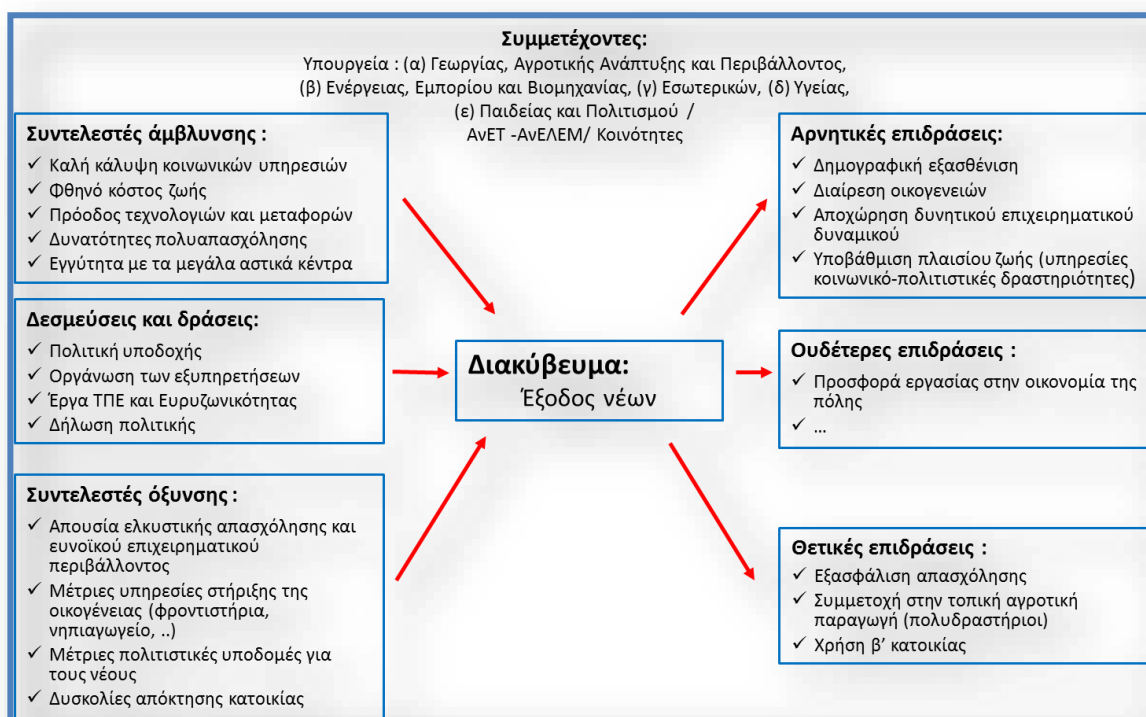 Συμμετέχοντες:
Υπουργεία : (α) Γεωργίας, Αγροτικής Ανάπτυξης και Περιβάλλοντος,
(β) Ενέργειας, Εμπορίου και Βιομηχανίας, (γ) Εσωτερικών, (δ) Υγείας,
(ε) Παιδείας και Πολιτισμού /
ΑνΕΤ -ΑνΕΛΕΜ/ Κοινότητες
Συντελεστές άμβλυνσης :
✓ Καλή κάλυψη κοινωνικών υπηρεσιών
✓ Φθηνό κόστος ζωής
✓ Πρόοδος τεχνολογιών και μεταφορών
✓ Δυνατότητες πολυαπασχόλησης
✓ Εγγύτητα με τα μεγάλα αστικά κέντρα
Δεσμεύσεις και δράσεις:
✓ Πολιτική υποδοχής
✓ Οργάνωση των εξυπηρετήσεων
✓ Έργα ΤΠΕ και Ευρυζωνικότητας
✓ Δήλωση πολιτικής
Συντελεστές όξυνσης :
✓ Απουσία ελκυστικής απασχόλησης και
ευνοϊκού επιχειρηματικού
περιβάλλοντος
✓ Μέτριες υπηρεσίες στήριξης της
οικογένειας (φροντιστήρια,
νηπιαγωγείο, ..)
✓ Μέτριες πολιτιστικές υποδομές για
τους νέους
✓ Δυσκολίες απόκτησης κατοικίας
Διακύβευμα:
Έξοδος νέων
Αρνητικές επιδράσεις:
✓ Δημογραφική εξασθένιση
✓ Διαίρεση οικογενειών
✓ Αποχώρηση δυνητικού επιχειρηματικού
δυναμικού
✓ Υποβάθμιση πλαισίου ζωής (υπηρεσίες
κοινωνικό-πολιτιστικές δραστηριότητες)
Ουδέτερες επιδράσεις :
✓ Προσφορά εργασίας στην οικονομία της
πόλης
✓ ...
Θετικές επιδράσεις :
✓ Εξασφάλιση απασχόλησης
✓ Συμμετοχή στην τοπική αγροτική
παραγωγή (πολυδραστήριοι)
✓ Χρήση β’ κατοικίας